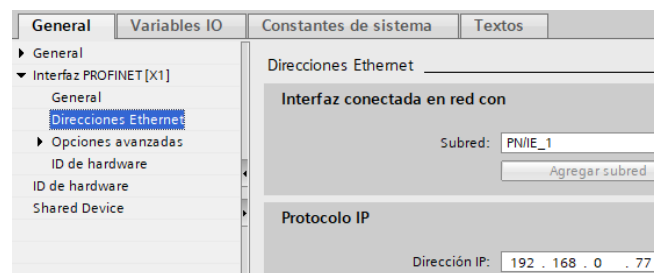 General Variables IO Constantes de sistema Textos
General
Interfaz PROFINET [X1]
General
Direcciones Ethernet
Opciones avanzadas
ID de hardware
ID de hardware
Shared Device
Direcciones Ethernet
Interfaz conectada en red con
Subred: PN/IE_1
Agregar subred
Protocolo IP
Dirección IP: 192 . 168 . 0 . 77